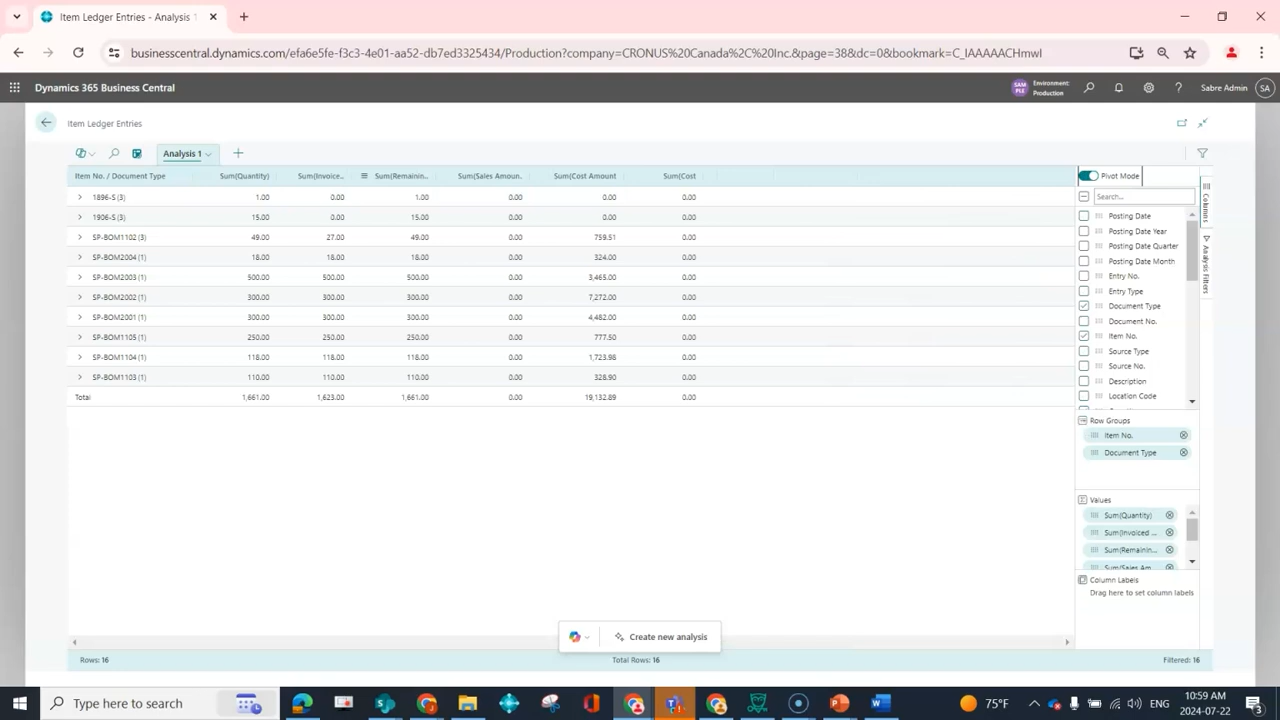 Item Ledger Entries - Analysis 1
businesscentral.dynamics.com/efa6e5fe-f3c3-4e01-aa52-db7ed3325434/Production?company=CRONUS%20Canada%2C%20Inc.&page=38&dc=0&bookmark=C_IAAAAACHmwI
Dynamics 365 Business Central
SAM PLE
Environment: Production
Sabre Admin SA
Item Ledger Entries
Analysis 1
Item No. / Document Type Sum(Quantity) Sum(Invoice... Sum(Remainin... Sum(Sales Amoun. Sum(Cost Amount Sum(Cost
1896-S (3) 1.00 0.00 1.00 0.00 0.00 0.00
1906-S (3) 15.00 0.00 15.00 0.00 0.00 0.00
SP-BOM1102 (3) 49.00 27.00 49.00 0.00 759.51 0.00
SP-BOM2004 (1) 18.00 18.00 18.00 0.00 324.00 0.00
SP-BOM2003 (1) 500.00 500.00 500.00 0.00 3,465.00 0.00
SP-BOM2002 (1) 300.00 300.00 300.00 0.00 7,272.00 0.00
SP-BOM2001 (1) 300.00 300.00 300.00 0.00 4,482.00 0.00
SP-BOM1105 (1) 250.00 250.00 250.00 0.00 777.50 0.00
SP-BOM1104 (1) 118.00 118.00 118.00 0.00 1,723.98 0.00
SP-BOM1103 (1) 110.00 110.00 110.00 0.00 328.90 0.00
Total 1,661.00 1,623.00 1,661.00 0.00 19,132.89 0.00
Pivot Mode
Search...
Posting Date
Posting Date Year
Posting Date Quarter
Posting Date Month
Entry No.
Entry Type
Document Type
Document No.
Item No.
Source Type
Source No.
Description
Location Code
Columns
Analysis Filters
Row Groups
Item No.
Document Type
Values
Sum(Quantity)
Sum(Invoiced ...
Sum(Remainin...
Sum(Sales Am
Column Labels
Drag here to set column labels
Create new analysis
Rows: 16
Total Rows: 16
Filtered: 16
Type here to search
75°F
ENG
10:59 AM
2024-07-22
3